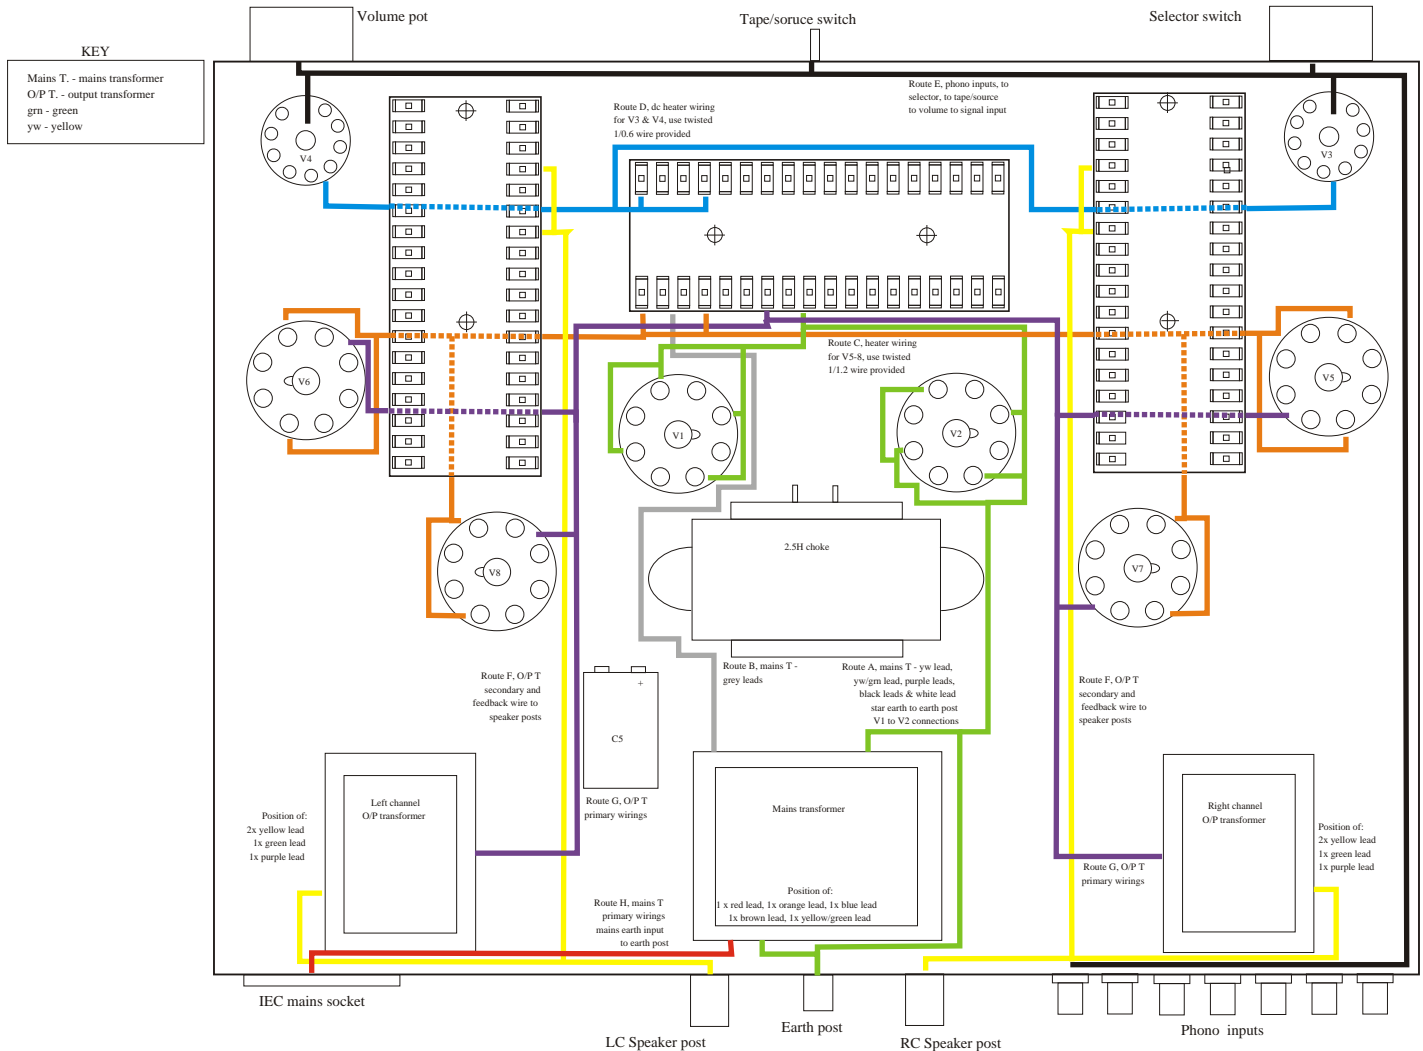 Volume pot
Tape/soruce switch
Selector switch
KEY
Mains T. - mains transformer
O/P T. - output transformer
grn - green
yw - yellow
Route D, dc heater wiring
for V3 & V4, use twisted
1/0.6 wire provided
Route E, phono inputs, to
selector, to tape/source
to volume to signal input
V4
V3
Route C, heater wiring
for V5-8, use twisted
1/1.2 wire provided
V6
V5
V1
V2
2.5H choke
V8
V7
Route B, mains T -
grey leads
Route A, mains T - yw lead,
yw/grn lead, purple leads,
black leads & white lead
star earth to earth post
V1 to V2 connections
Route F, O/P T
secondary and
feedback wire to
speaker posts
Route F, O/P T
secondary and
feedback wire to
speaker posts
+
C5
Route G, O/P T
primary wirings
Left channel
O/P transformer
Mains transformer
Right channel
O/P transformer
Position of:
2x yellow lead
1x green lead
1x purple lead
Position of:
2x yellow lead
1x green lead
1x purple lead
Route G, O/P T
primary wirings
Position of:
1 x red lead, 1x orange lead, 1x blue lead
1x brown lead, 1x yellow/green lead
Route H, mains T
primary wirings
mains earth input
to earth post
IEC mains socket
LC Speaker post
Earth post
RC Speaker post
Phono inputs